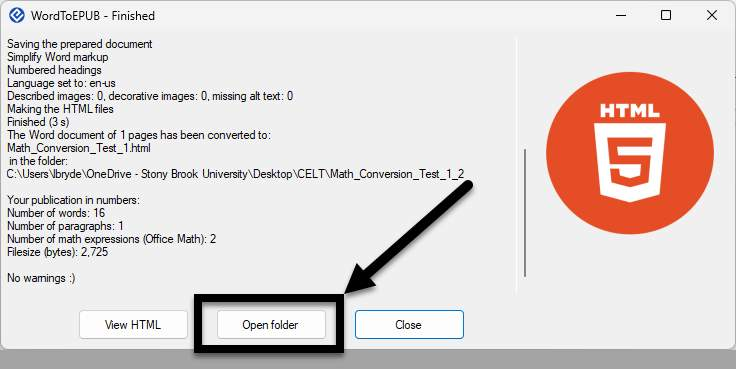 WordToEPUB - Finished
Saving the prepared document
Simplify Word markup
Numbered headings
Language set to: en-us
Described images: 0, decorative images: 0, missing alt text: 0
Making the HTML files
Finished (3 s)
The Word document of 1 pages has been converted to:
Math_Conversion_Test_1.html
in the folder:
C:\Users\bryde\OneDrive - Stony Brook University\Desktop\CELT\Math_Conversion_Test_1_2
Your publication in numbers:
Number of words: 16
Number of paragraphs: 1
Number of math expressions (Office Math): 2
Filesize (bytes): 2,725
No warnings :)
HTML
5
View HTML
Open folder
Close